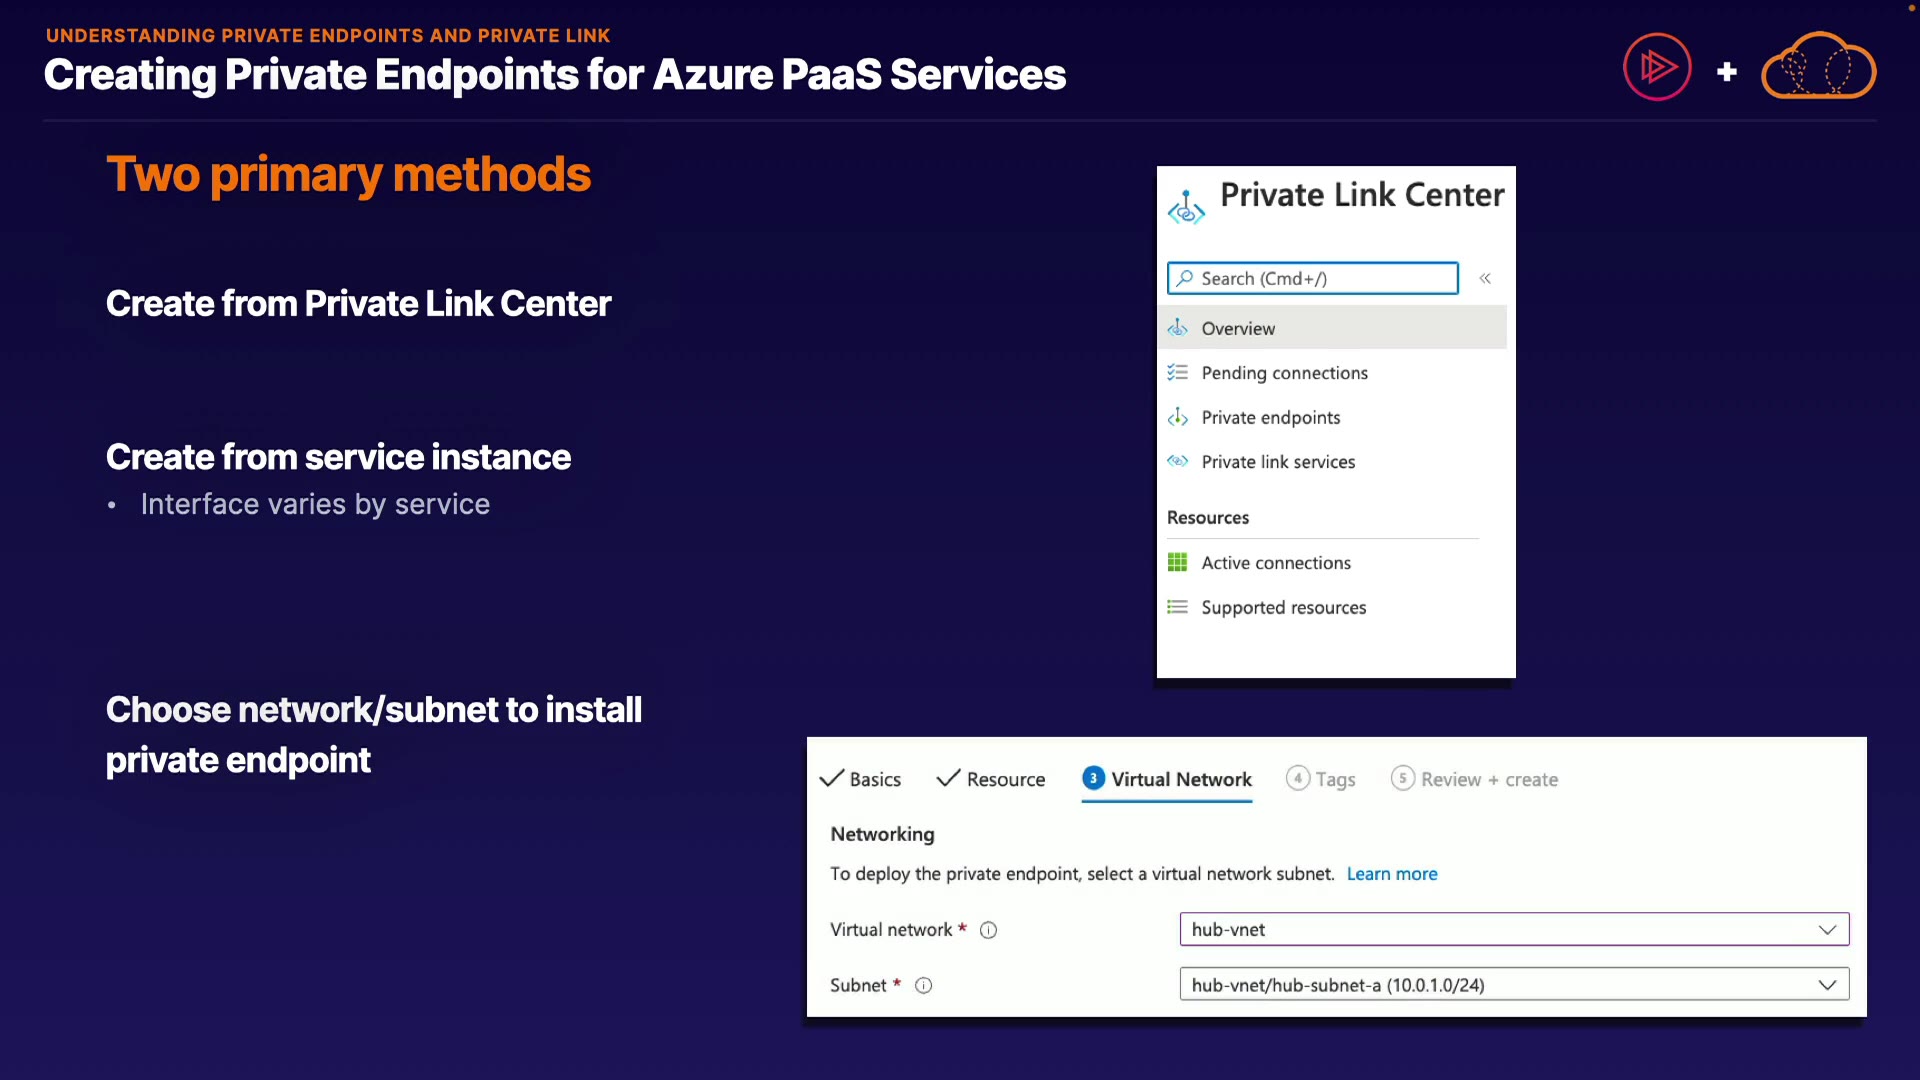 UNDERSTANDING PRIVATE ENDPOINTS AND PRIVATE LINK
Creating Private Endpoints for Azure PaaS Services
+
Two primary methods
Create from Private Link Center
Create from service instance
• Interface varies by service
Choose network/subnet to install
private endpoint
Private Link Center
Search (Cmd+/)
«
Overview
Pending connections
Private endpoints
Private link services
Resources
Active connections
Supported resources
Basics Resource 3 Virtual Network 4 Tags 5 Review + create
Networking
To deploy the private endpoint, select a virtual network subnet. Learn more
Virtual network * hub-vnet
Subnet * hub-vnet/hub-subnet-a (10.0.1.0/24)